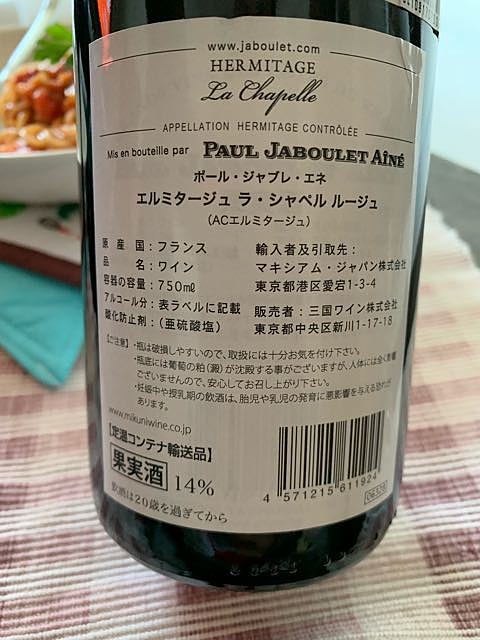 www.jaboulet.com
HERMITAGE
La Chapelle
APPELLATION HERMITAGE CONTRÔLÉE
Mis en bouteille par PAUL JABOULET AîNÉ
ポール・ジャブレ・エネ
エルミタージュ ラ・シャペル ルージュ
(ACエルミタージュ)
原産国:フランス
品名:ワイン
容器の容量:750㎖
アルコール分:表ラベルに記載
酸化防止剤:(亜硫酸塩)
輸入者及引取先:
マキシアム・ジャパン株式会社
東京都港区愛宕1-3-4
販売者:三国ワイン株式会社
東京都中央区新川1-17-18
【ご注意】・瓶は破損しやすいので、取扱には十分お気を付け下さい。
・瓶底には葡萄の粕(澱)が沈殿する事がございますが、人体には全く影響
ございませんので、安心してお召し上がり下さい。
・妊娠中や授乳期の飲酒は、胎児や乳児の発育に悪影響を与える恐れが
あります。
www.mikuniwine.co.jp
【定温コンテナ輸送品】
果実酒 14%
飲酒は20歳を過ぎてから
4 571215 611924